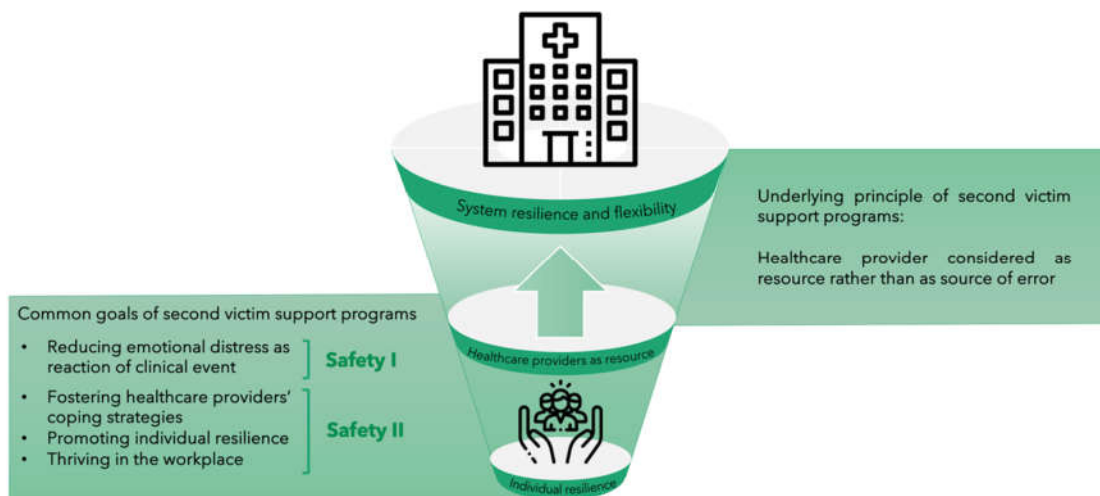 System resilience and flexibility
Underlying principle of second victim
support programs:
Healthcare provider considered as
resource rather than as source of error
Common goals of second victim support programs
• Reducing emotional distress as
reaction of clinical event
Safety I
• Fostering healthcare providers'
coping strategies
• Promoting individual resilience
• Thriving in the workplace
Safety II
Healthcare providers as resource
Individual resilience